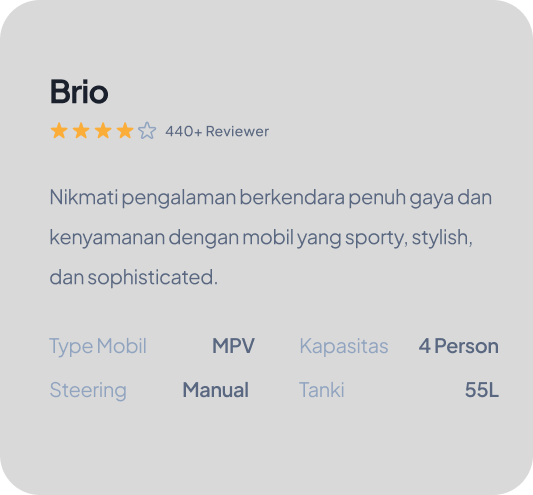 Brio
440+ Reviewer
Nikmati pengalaman berkendara penuh gaya dan
kenyamanan dengan mobil yang sporty, stylish,
dan sophisticated.
Type Mobil MPV Kapasitas 4 Person
Steering Manual Tanki 55L